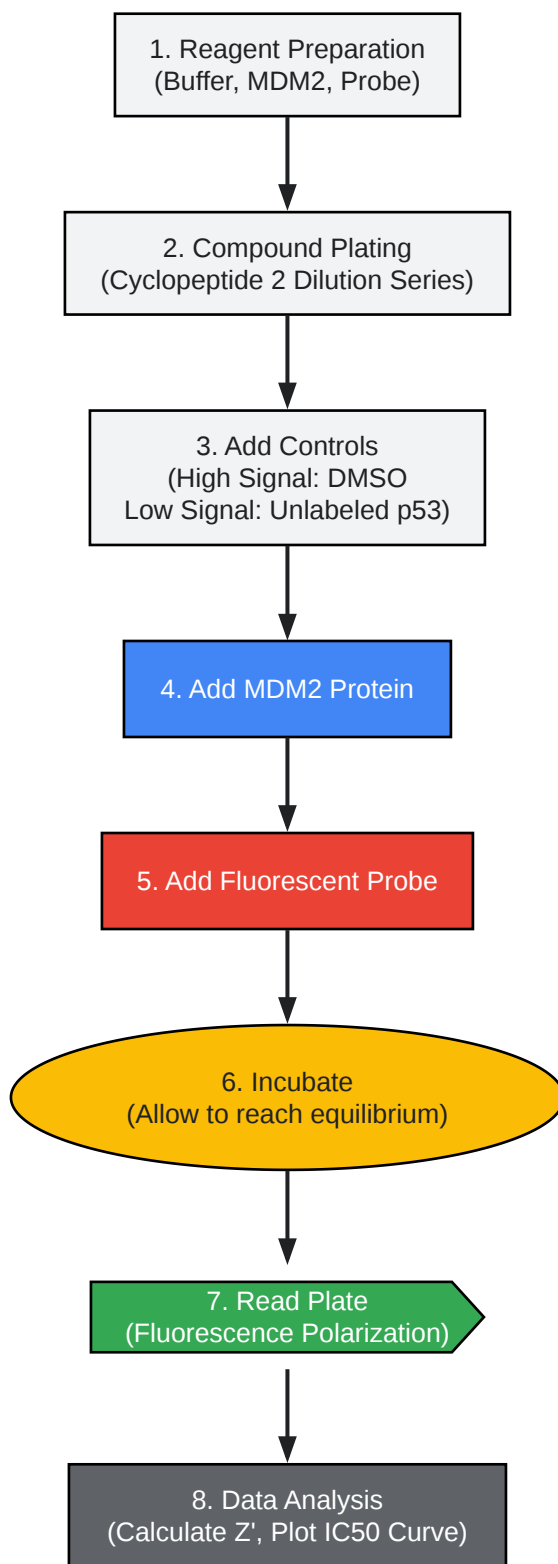 1. Reagent Preparation
(Buffer, MDM2, Probe)
2. Compound Plating
(Cyclopeptide 2 Dilution Series)
3. Add Controls
(High Signal: DMSO
Low Signal: Unlabeled p53)
4. Add MDM2 Protein
5. Add Fluorescent Probe
6. Incubate
(Allow to reach equilibrium)
7. Read Plate
(Fluorescence Polarization)
8. Data Analysis
(Calculate Z', Plot IC50 Curve)